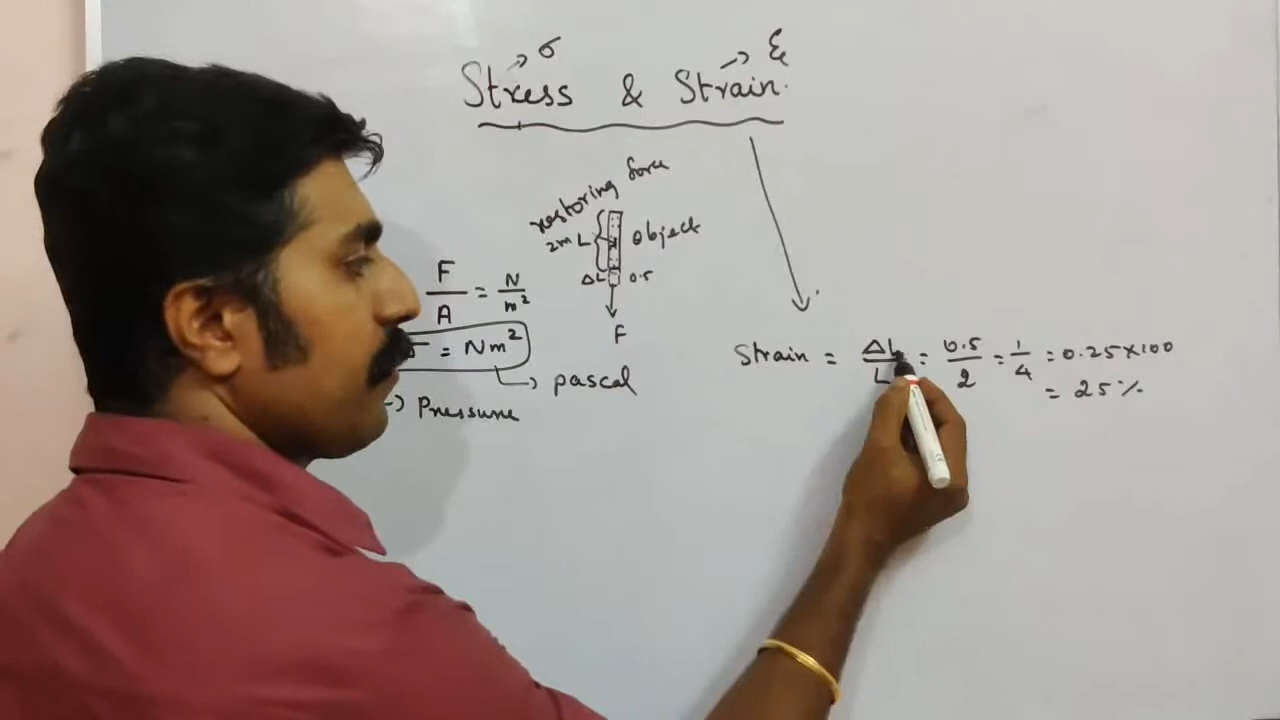 → σ → ε
Stress & Strain.
restoring force
2m L object
ΔL 0.5
F
F/A = N/m²
= Nm²
→ pascal
→ Pressure
Strain = ΔL/L = 0.5/2 = 1/4 = 0.25×100
= 25%